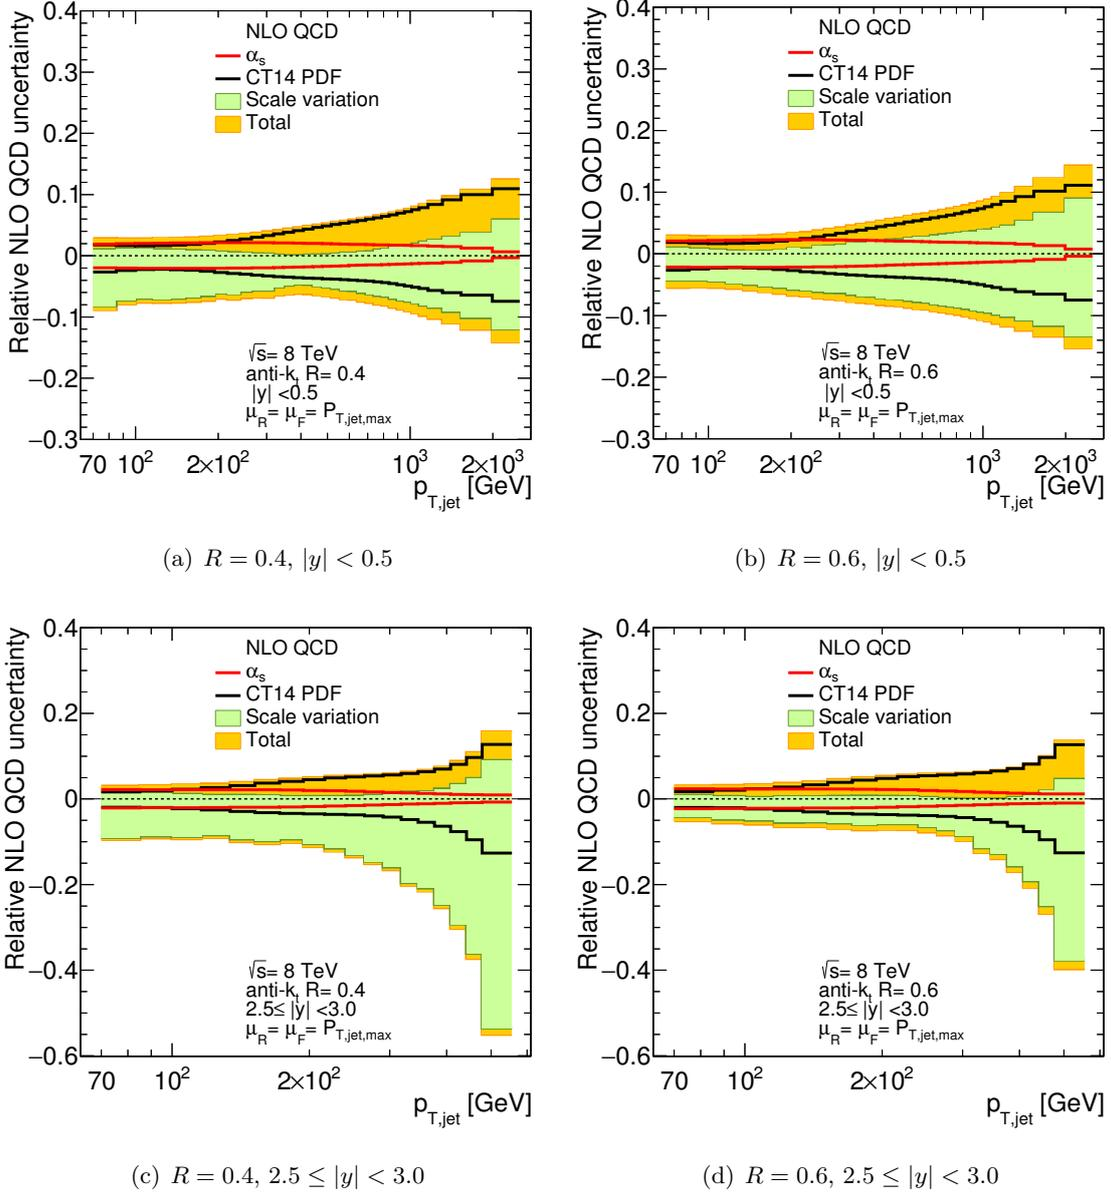 Relative NLO QCD uncertainty
0.4
0.3
0.2
0.1
0
−0.1
−0.2
−0.3
NLO QCD
αs
CT14 PDF
Scale variation
Total
√s= 8 TeV
anti-kt R= 0.4
|y| <0.5
μR= μF= PT,jet,max
70 10² 2×10² 10³ 2×10³
pT,jet [GeV]
(a) R = 0.4, |y| < 0.5
Relative NLO QCD uncertainty
0.4
0.3
0.2
0.1
0
−0.1
−0.2
−0.3
NLO QCD
αs
CT14 PDF
Scale variation
Total
√s= 8 TeV
anti-kt R= 0.6
|y| <0.5
μR= μF= PT,jet,max
70 10² 2×10² 10³ 2×10³
pT,jet [GeV]
(b) R = 0.6, |y| < 0.5
Relative NLO QCD uncertainty
0.4
0.2
0
−0.2
−0.4
−0.6
NLO QCD
αs
CT14 PDF
Scale variation
Total
√s= 8 TeV
anti-kt R= 0.4
2.5≤ |y| <3.0
μR= μF= PT,jet,max
70 10² 2×10²
pT,jet [GeV]
(c) R = 0.4, 2.5 ≤ |y| < 3.0
Relative NLO QCD uncertainty
0.4
0.2
0
−0.2
−0.4
−0.6
NLO QCD
αs
CT14 PDF
Scale variation
Total
√s= 8 TeV
anti-kt R= 0.6
2.5≤ |y| <3.0
μR= μF= PT,jet,max
70 10² 2×10²
pT,jet [GeV]
(d) R = 0.6, 2.5 ≤ |y| < 3.0